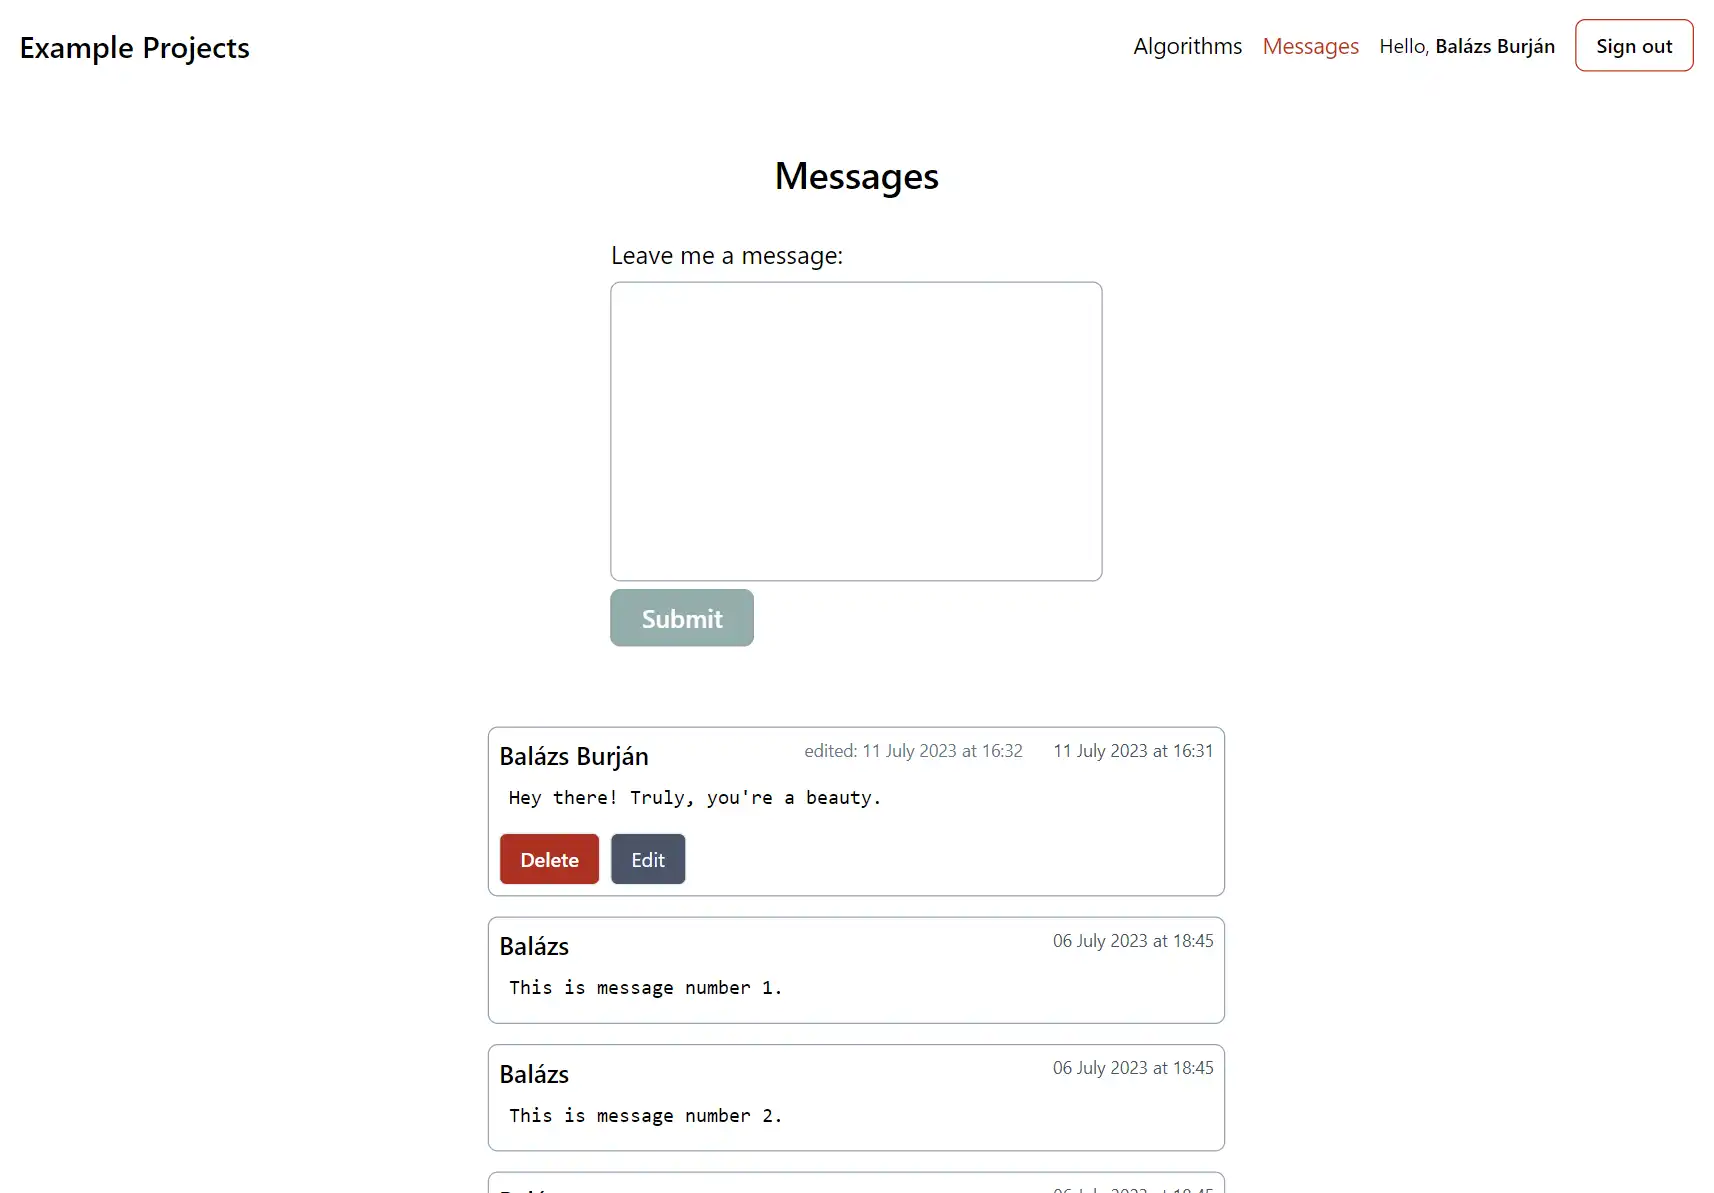 Example Projects
Algorithms Messages Hello, Balázs Burján Sign out
Messages
Leave me a message:
Submit
Balázs Burján edited: 11 July 2023 at 16:32 11 July 2023 at 16:31
Hey there! Truly, you're a beauty.
Delete Edit
Balázs 06 July 2023 at 18:45
This is message number 1.
Balázs 06 July 2023 at 18:45
This is message number 2.